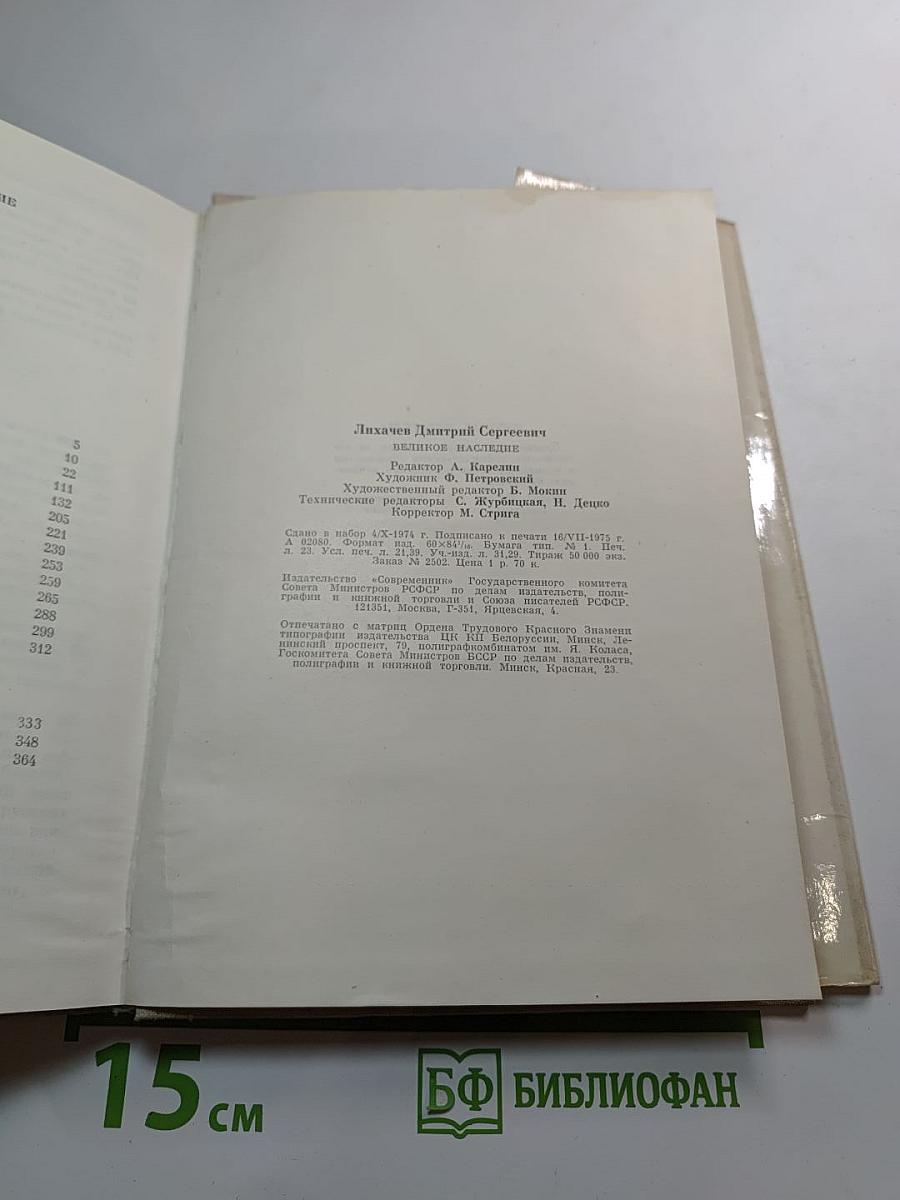 ИЕ
5
10
22
111
132
205
221
239
253
259
265
288
299
312
333
348
364
Лихачев Дмитрий Сергеевич
ВЕЛИКОЕ НАСЛЕДИЕ
Редактор А. Карелин
Художник Ф. Петровский
Художественный редактор Б. Мокин
Технические редакторы С. Журбицкая, Н. Децко
Корректор М. Стрига
Сдано в набор 4/X-1974 г. Подписано к печати 16/VII-1975 г.
А 02080. Формат изд. 60×84¹/₁₆. Бумага тип. № 1. Печ.
л. 23. Усл. печ. л. 21,39. Уч.-изд. л. 31,29. Тираж 50 000 экз.
Заказ № 2502. Цена 1 р. 70 к.
Издательство «Современник» Государственного комитета
Совета Министров РСФСР по делам издательств, поли-
графии и книжной торговли и Союза писателей РСФСР.
121351, Москва, Г-351, Ярцевская, 4.
Отпечатано с матриц Ордена Трудового Красного Знамени
типографии издательства ЦК КП Белоруссии, Минск, Ле-
нинский проспект, 79, полиграфкомбинатом им. Я. Коласа,
Госкомитета Совета Министров БССР по делам издательств,
полиграфии и книжной торговли. Минск, Красная, 23.
15 см
БФ БИБЛИОФАН